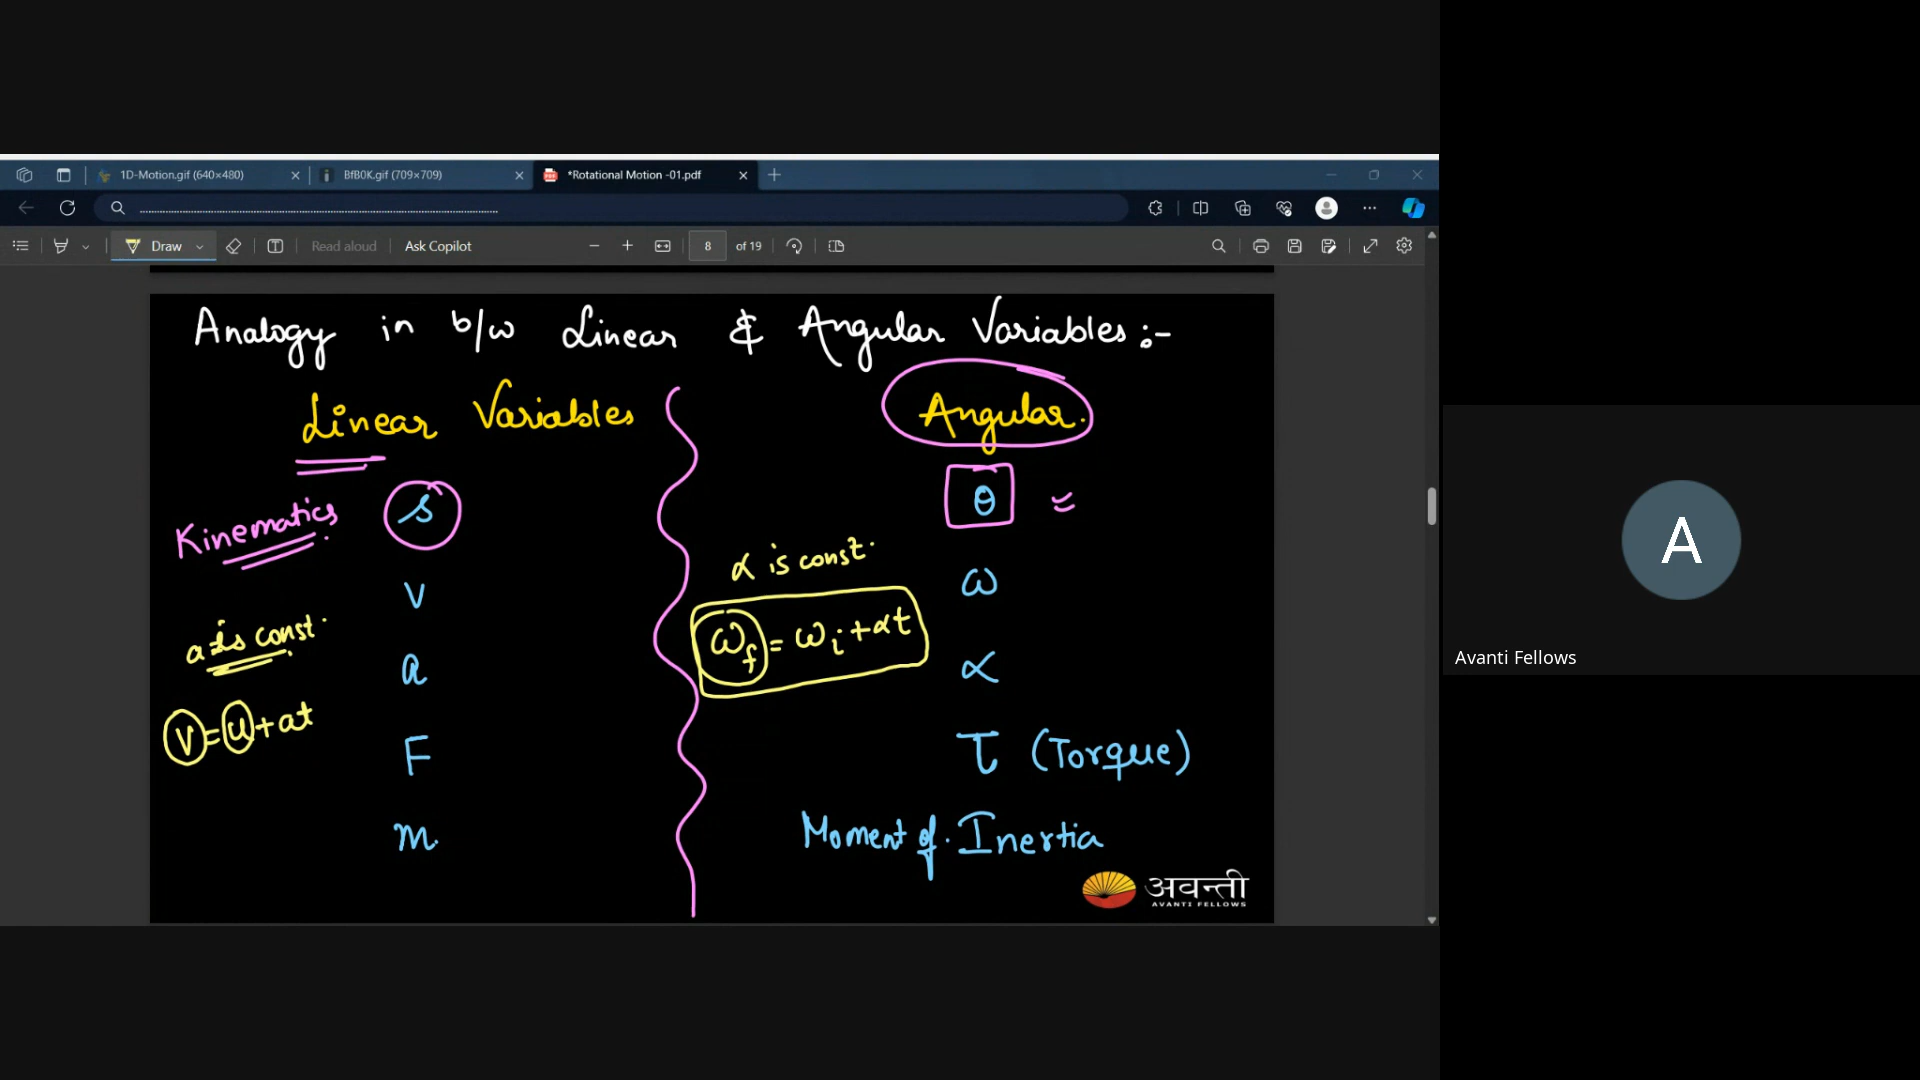 1D-Motion.gif (640×480)
BfB0K.gif (709×709)
*Rotational Motion -01.pdf
Draw
Read aloud
Ask Copilot
8 of 19
Analogy in b/w Linear & Angular Variables :-
Linear Variables
Angular.
Kinematics
s
θ
α is const.
v
ω
a is const.
ωf = ωi + αt
a
α
v = u + at
F
τ (Torque)
m.
Moment of. Inertia
अवन्ती
AVANTI FELLOWS
A
Avanti Fellows